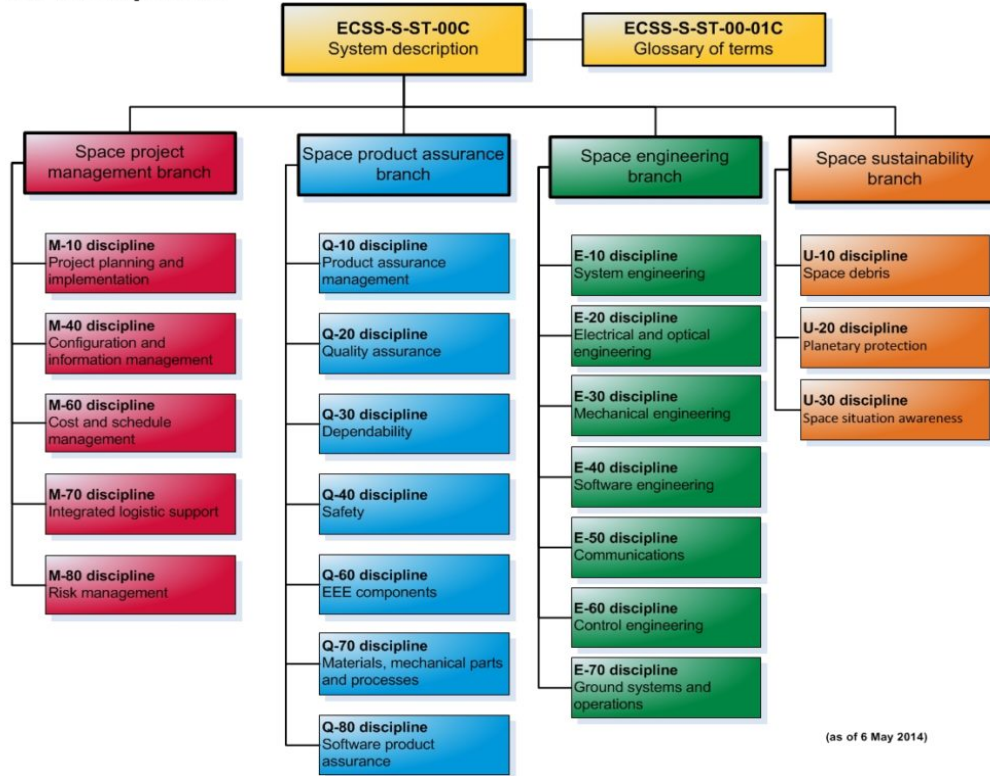 ECSS-S-ST-00C
System description
ECSS-S-ST-00-01C
Glossary of terms
Space project
management branch
Space product assurance
branch
Space engineering
branch
Space sustainability
branch
M-10 discipline
Project planning and
implementation
M-40 discipline
Configuration and
information management
M-60 discipline
Cost and schedule
management
M-70 discipline
Integrated logistic support
M-80 discipline
Risk management
Q-10 discipline
Product assurance
management
Q-20 discipline
Quality assurance
Q-30 discipline
Dependability
Q-40 discipline
Safety
Q-60 discipline
EEE components
Q-70 discipline
Materials, mechanical parts
and processes
Q-80 discipline
Software product
assurance
E-10 discipline
System engineering
E-20 discipline
Electrical and optical
engineering
E-30 discipline
Mechanical engineering
E-40 discipline
Software engineering
E-50 discipline
Communications
E-60 discipline
Control engineering
E-70 discipline
Ground systems and
operations
U-10 discipline
Space debris
U-20 discipline
Planetary protection
U-30 discipline
Space situation awareness
(as of 6 May 2014)